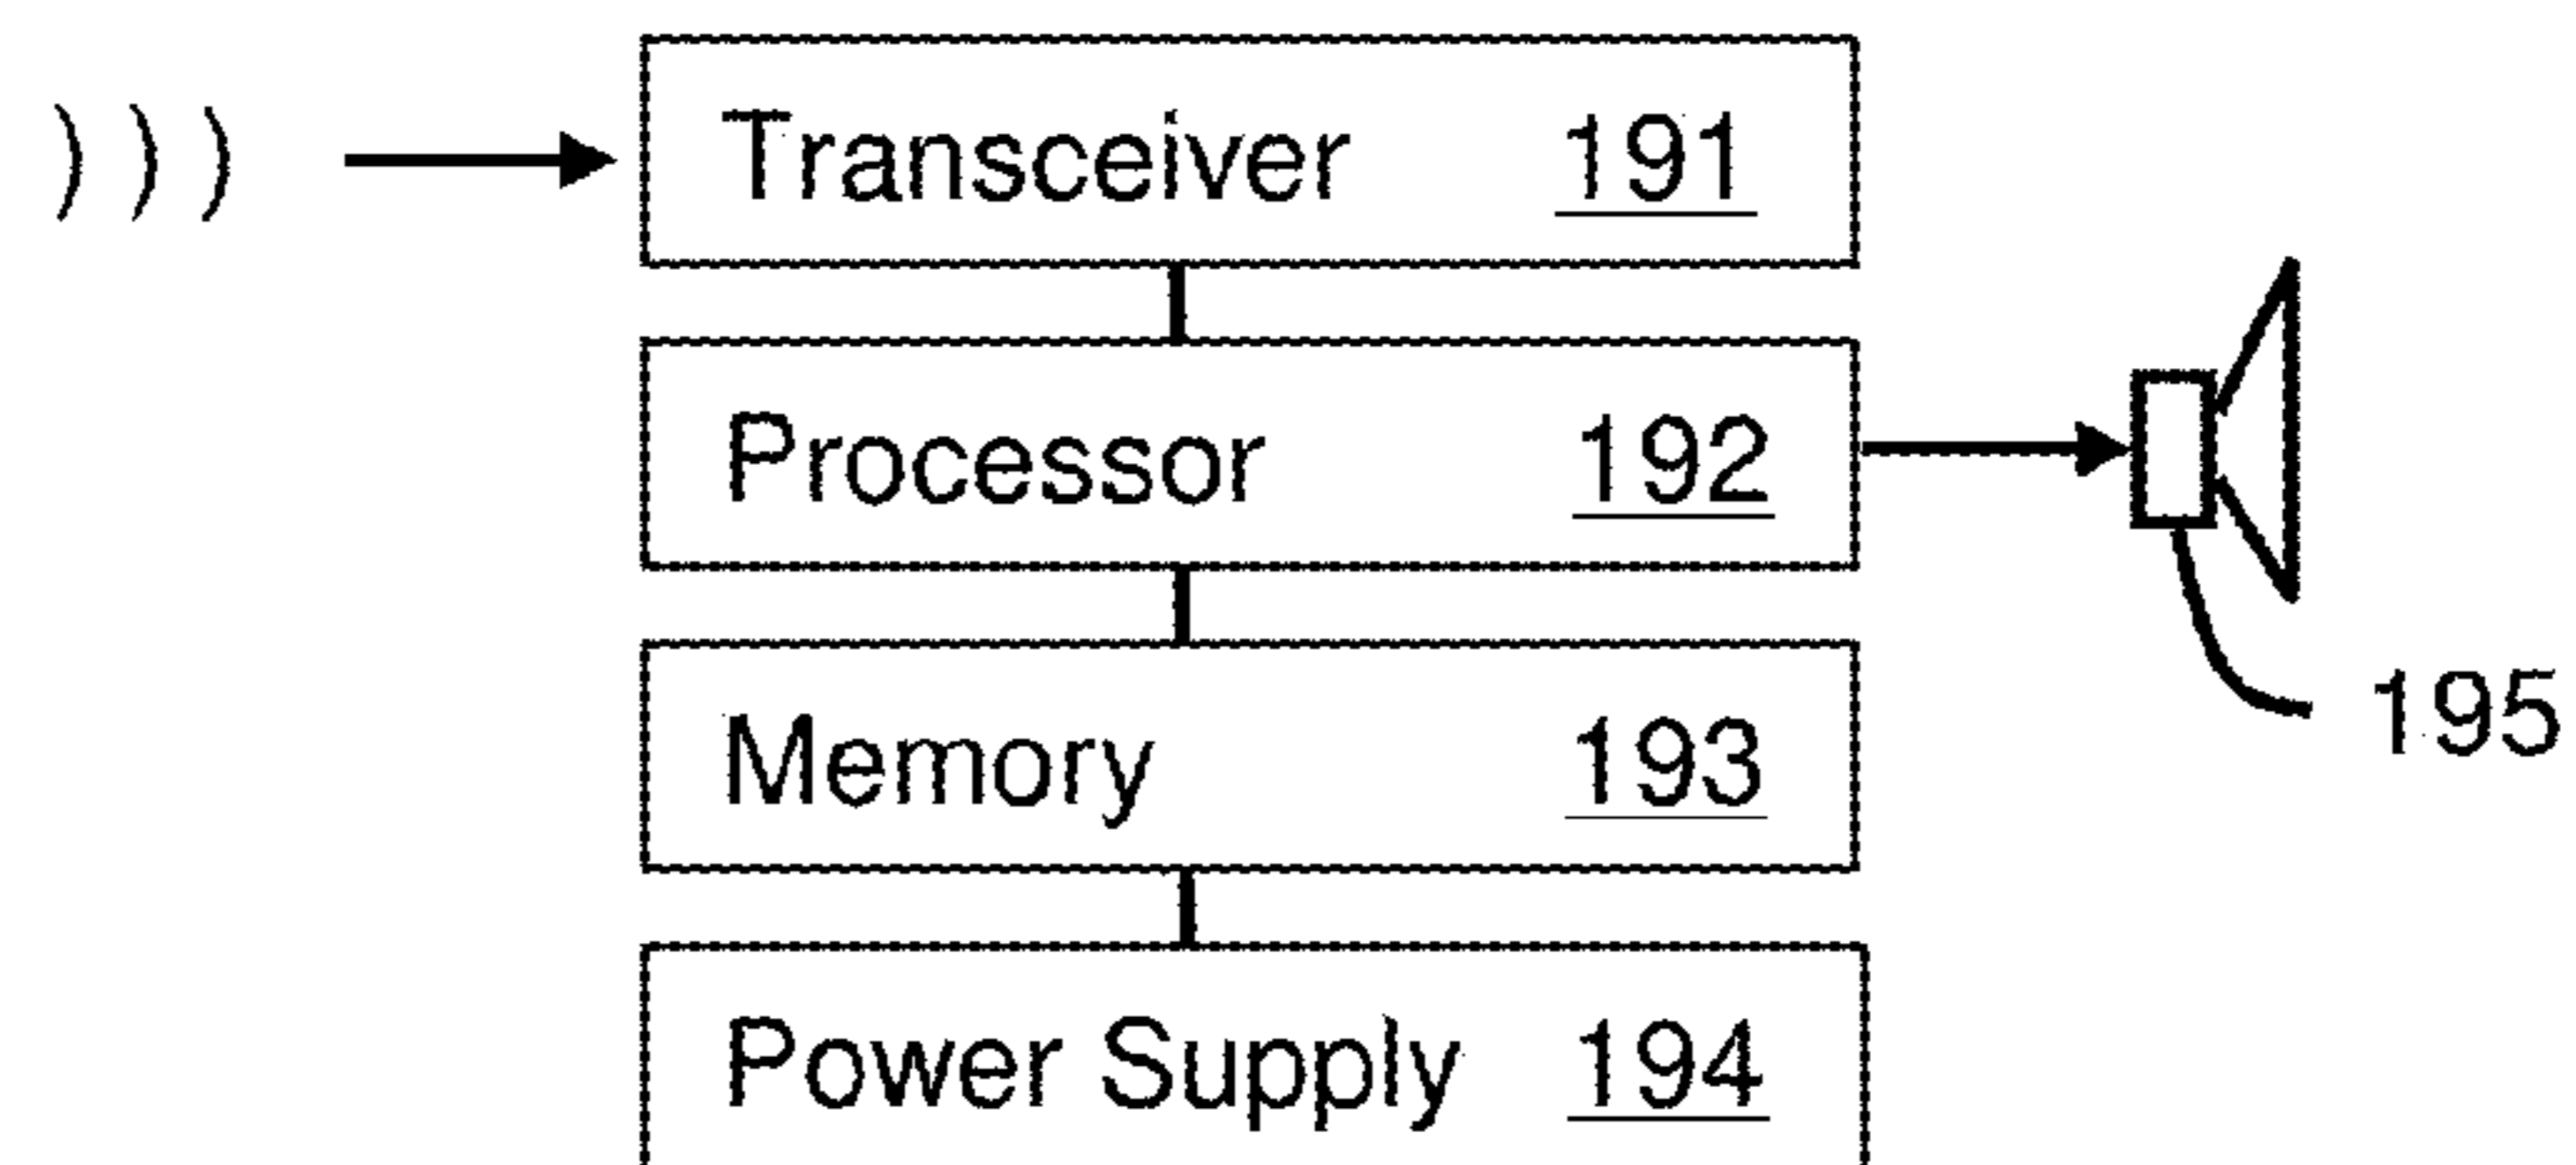 ))) Transceiver 191
Processor 192
Memory 193
195
Power Supply 194